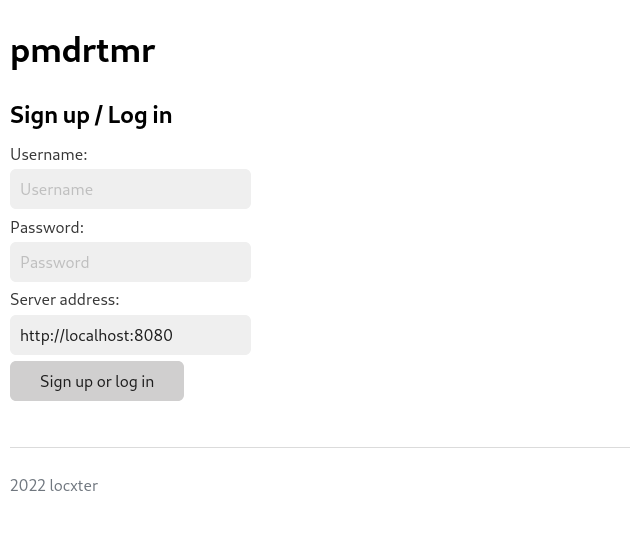 pmdrtmr
Sign up / Log in
Username:
Username
Password:
Password
Server address:
http://localhost:8080
Sign up or log in
2022 locxter